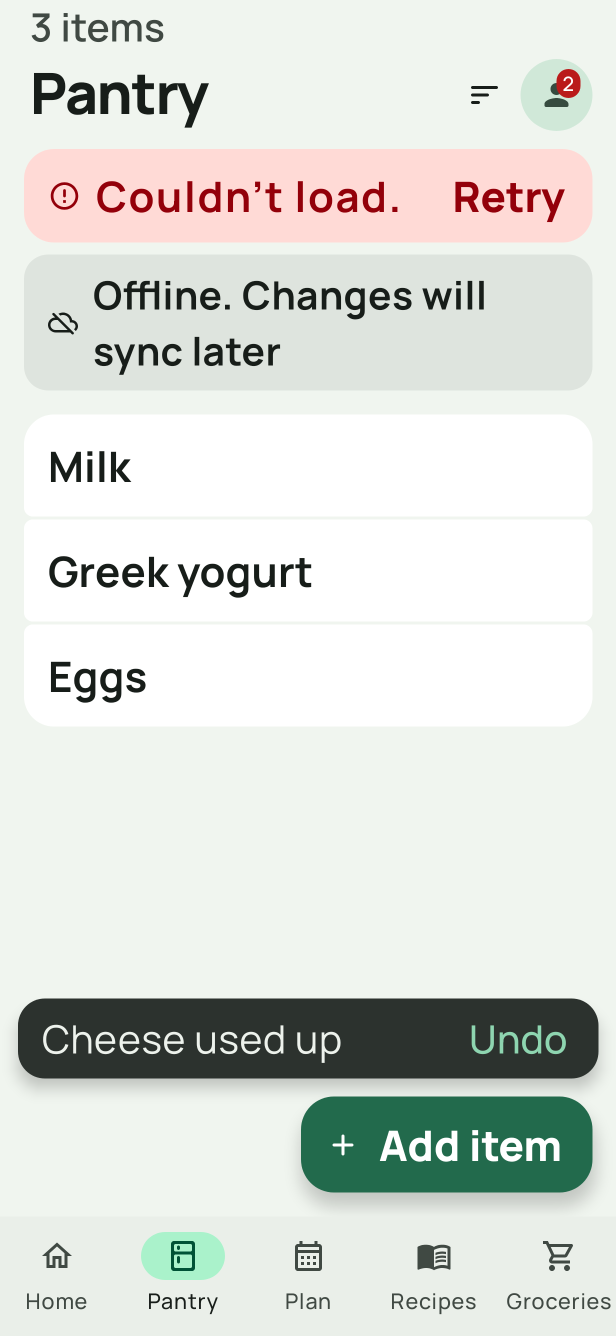 3 items
Pantry
2
Couldn't load.
Retry
Offline. Changes will
sync later
Milk
Greek yogurt
Eggs
Cheese used up
Undo
Add item
Home
Pantry
Plan
Recipes
Groceries